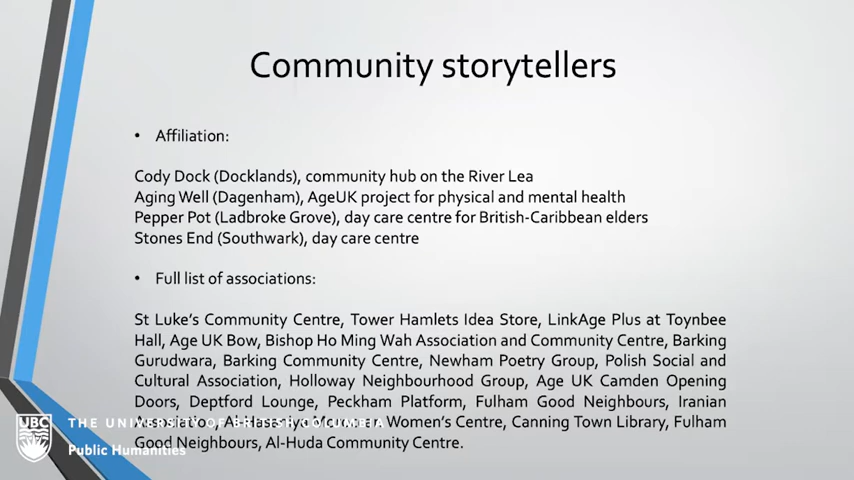 Community storytellers
• Affiliation:
Cody Dock (Docklands), community hub on the River Lea
Aging Well (Dagenham), AgeUK project for physical and mental health
Pepper Pot (Ladbroke Grove), day care centre for British-Caribbean elders
Stones End (Southwark), day care centre
• Full list of associations:
St Luke's Community Centre, Tower Hamlets Idea Store, LinkAge Plus at Toynbee
Hall, Age UK Bow, Bishop Ho Ming Wah Association and Community Centre, Barking
Gurudwara, Barking Community Centre, Newham Poetry Group, Polish Social and
Cultural Association, Holloway Neighbourhood Group, Age UK Camden Opening
Doors, Deptford Lounge, Peckham Platform, Fulham Good Neighbours, Iranian
Women's Centre, Canning Town Library, Fulham
Good Neighbours, Al-Huda Community Centre.
UBC
THE UNIVERSITY OF BRITISH COLUMBIA
Public Humanities